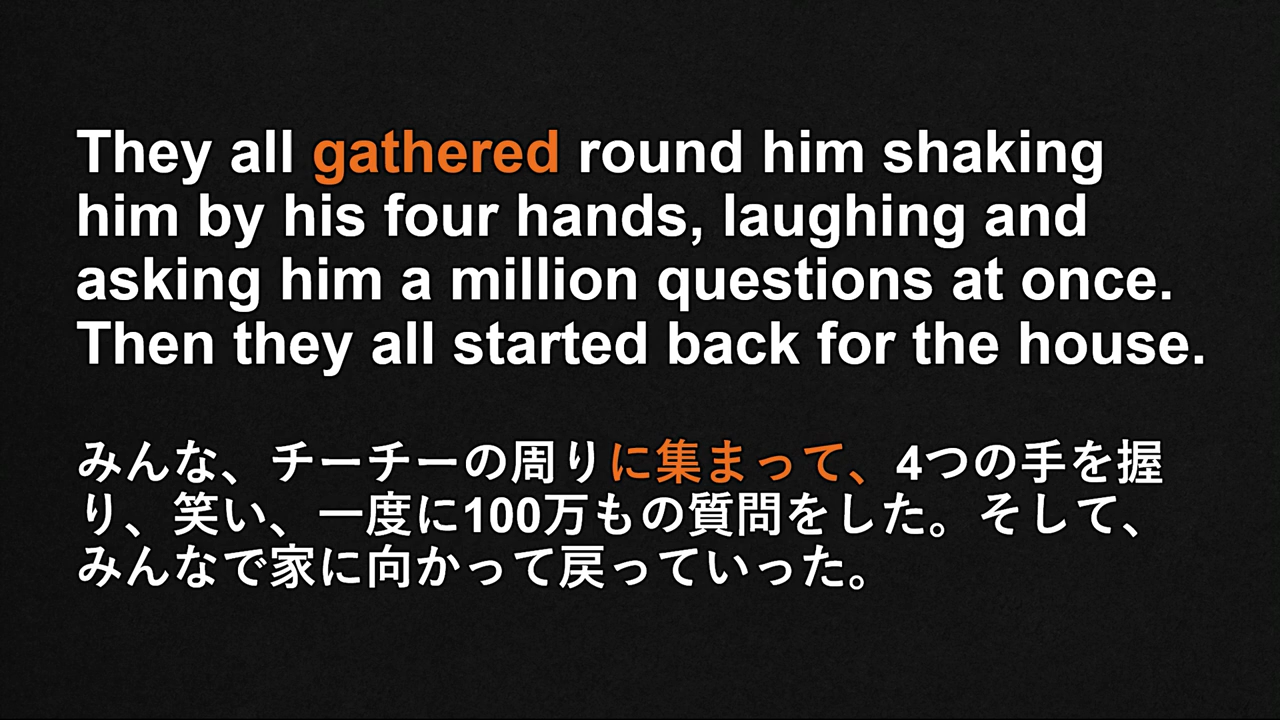 They all gathered round him shaking
him by his four hands, laughing and
asking him a million questions at once.
Then they all started back for the house.
みんな、チーチーの周りに集まって、4つの手を握
り、笑い、一度に100万もの質問をした。そして、
みんなで家に向かって戻っていった。